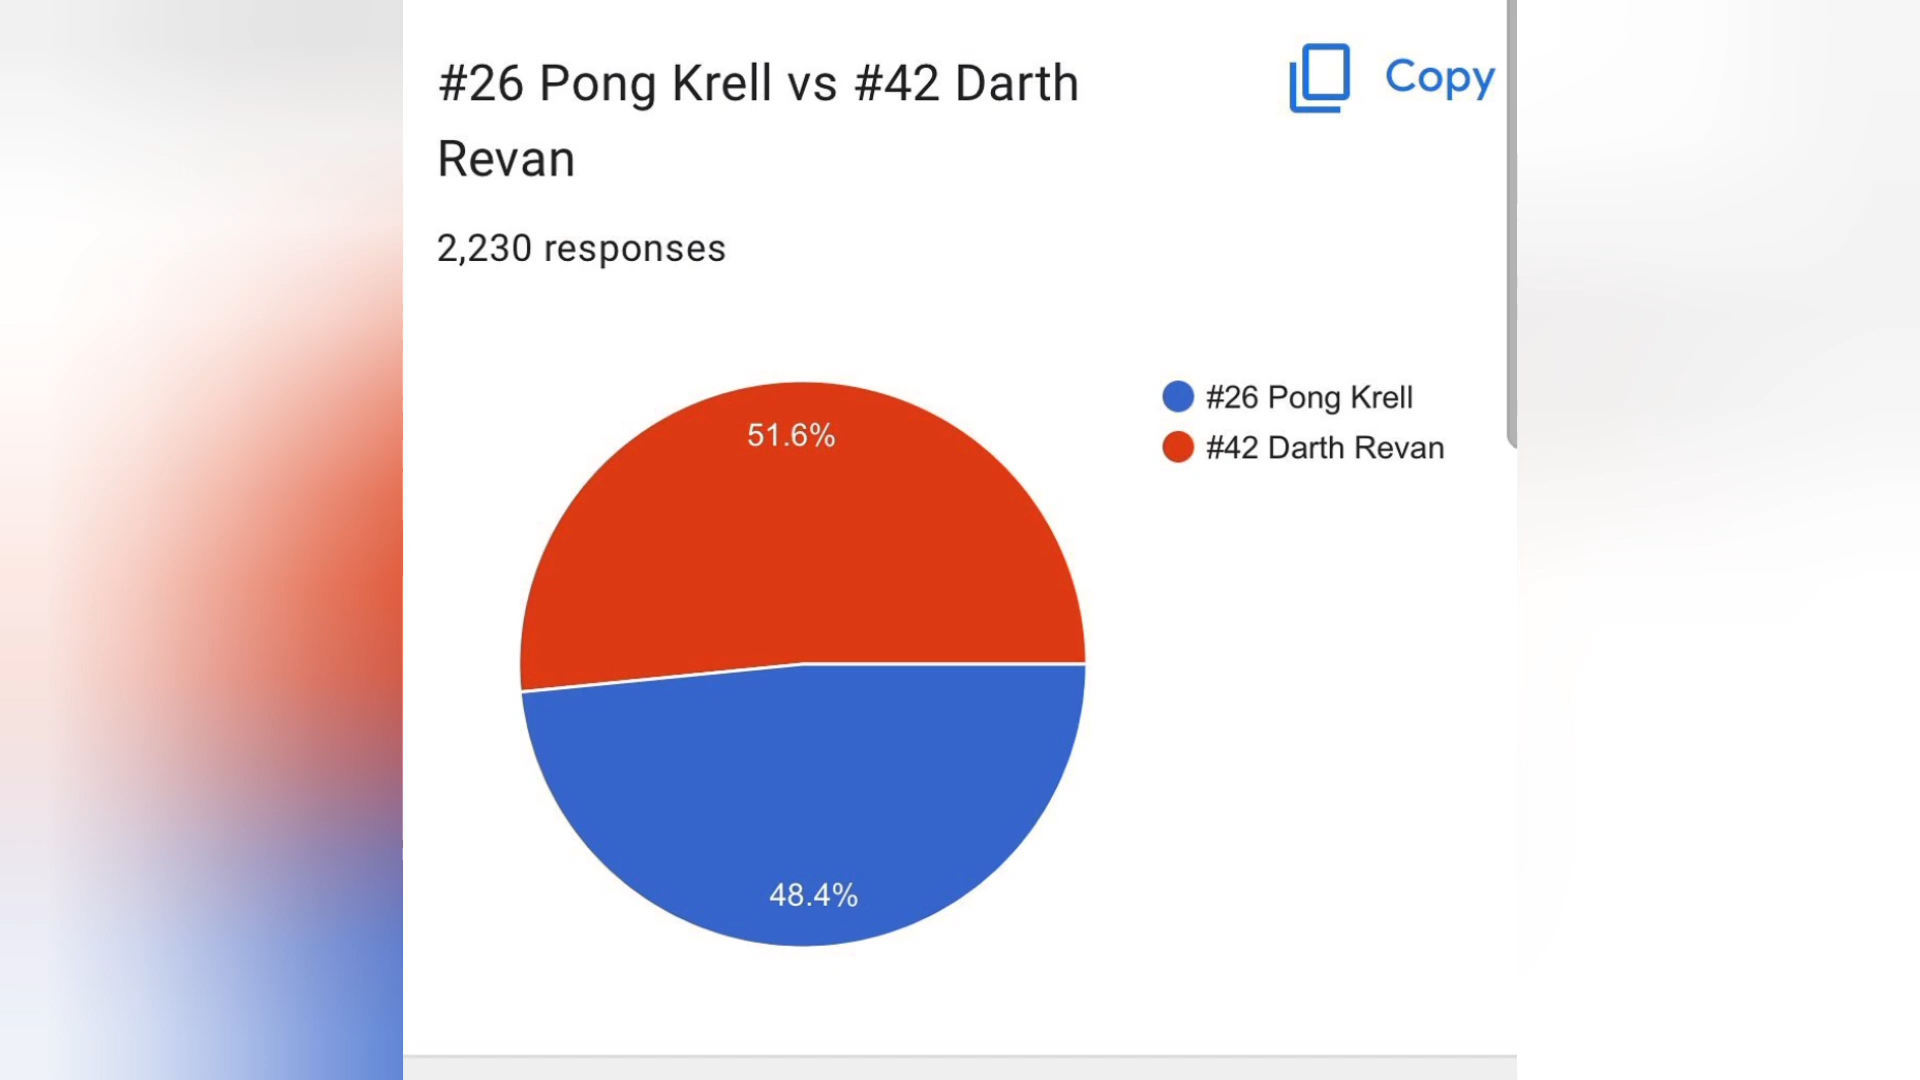 #26 Pong Krell vs #42 Darth
Revan
Copy
2,230 responses
#26 Pong Krell
#42 Darth Revan
51.6%
48.4%